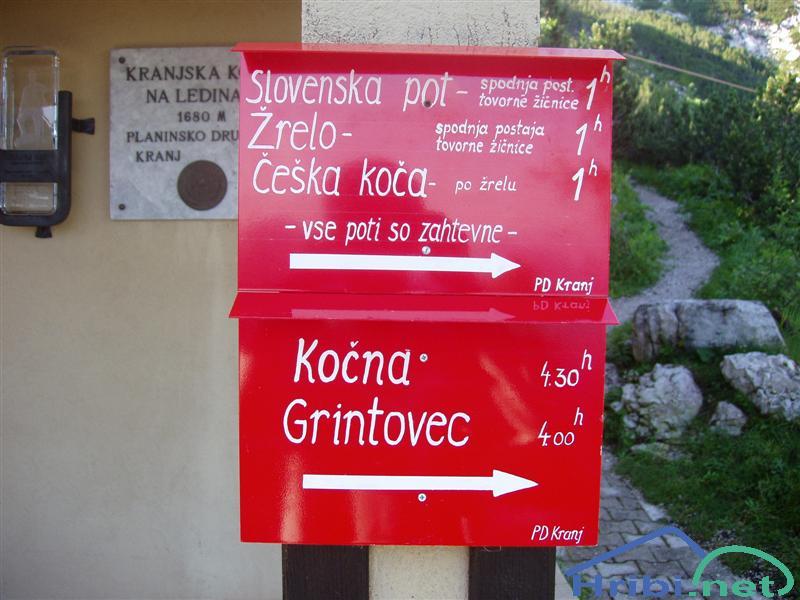 KRANJSKA
NA
1680 M
PLANINSKO
KRANJ
Slovenska pot - spodnja post. 1h
tovorne žičnice
Žrelo - spodnja postaja 1h
tovorne žičnice
Češka koča - po žrelu 1h
- vse poti so zahtevne -
PD Kranj
PD Kranj
Kočna 4.30h
Grintovec 4.00h
PD Kranj
Hribi.net